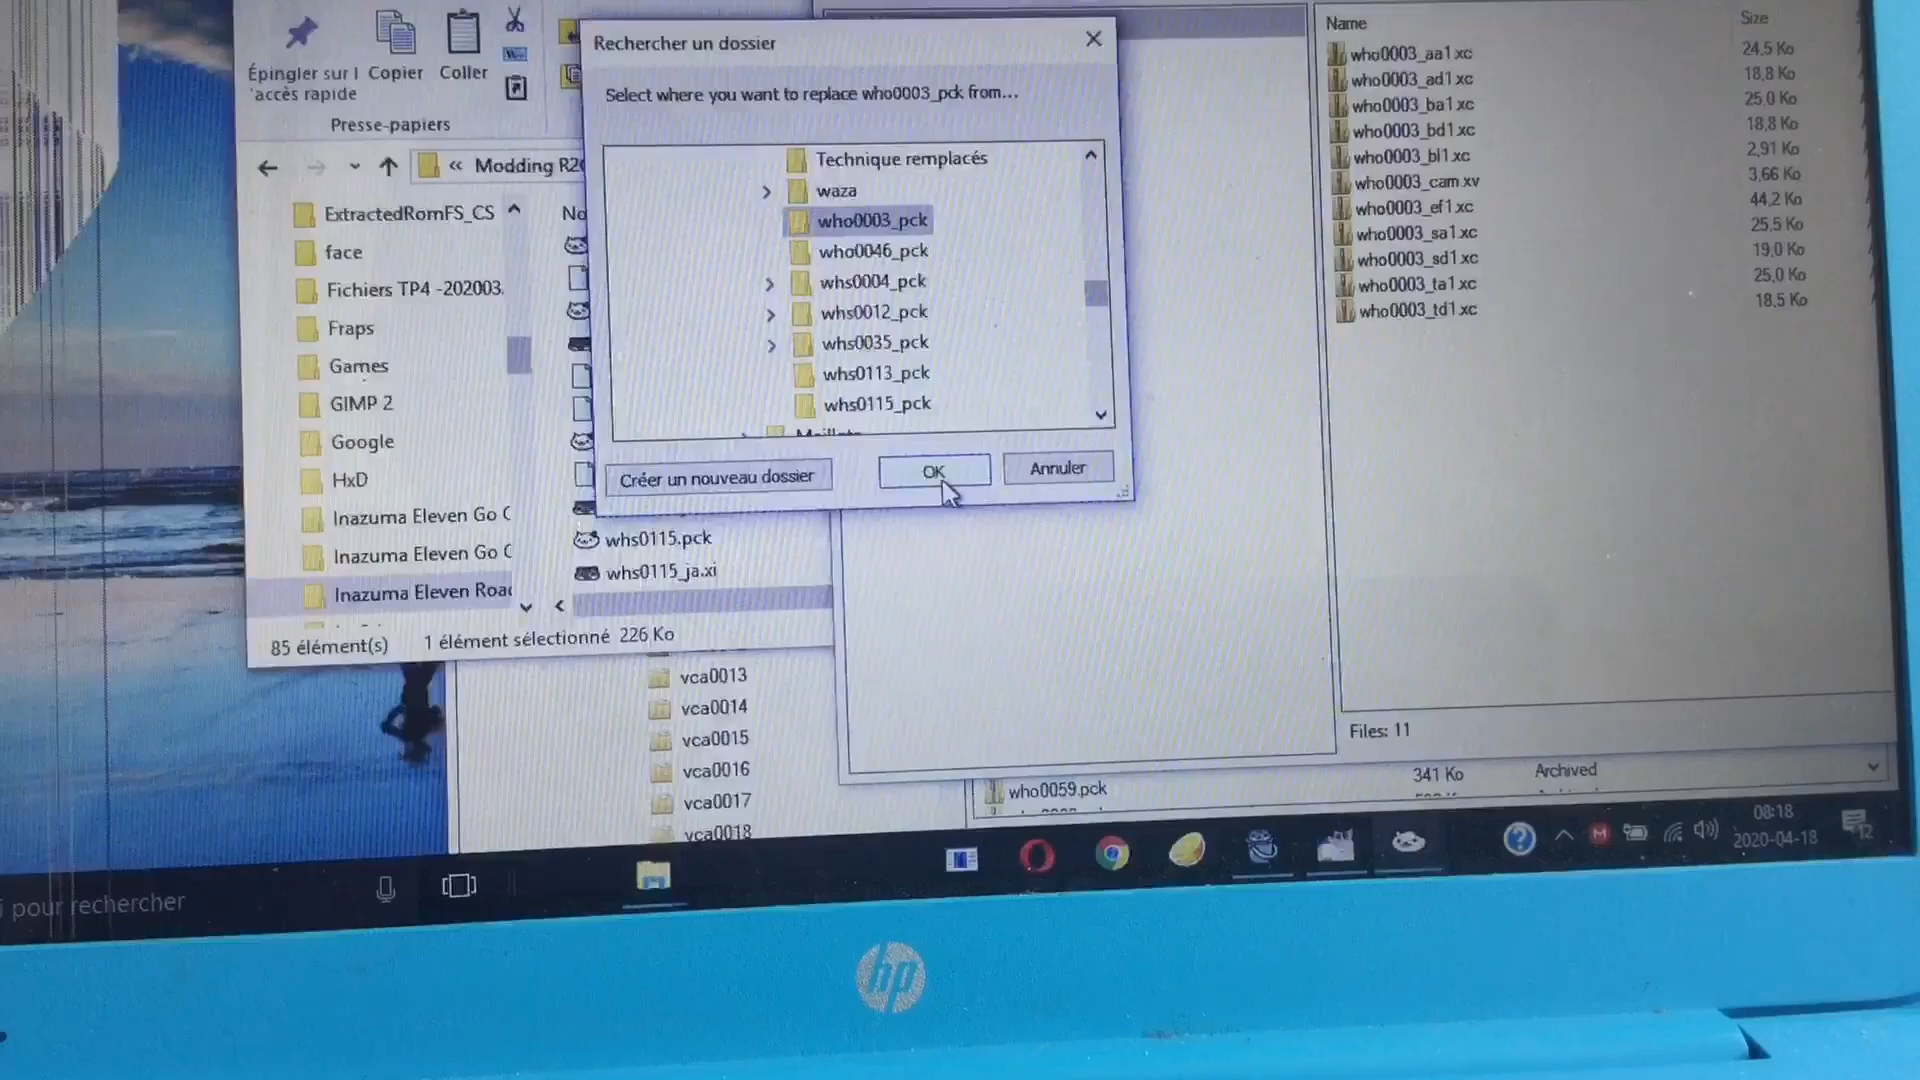 Épingler sur l
'accès rapide
Copier
Coller
Presse-papiers
« Modding R2
ExtractedRomFS_CS
face
Fichiers TP4 -202003.
Fraps
Games
GIMP 2
Google
HxD
Inazuma Eleven Go C
Inazuma Eleven Go C
Inazuma Eleven Road
No
whs0115.pck
whs0115_ja.xi
85 élément(s) 1 élément sélectionné 226 Ko
Rechercher un dossier
Select where you want to replace who0003_pck from...
Technique remplacés
waza
who0003_pck
who0046_pck
whs0004_pck
whs0012_pck
whs0035_pck
whs0113_pck
whs0115_pck
Créer un nouveau dossier
OK
Annuler
Name Size
who0003_aa1.xc 24,5 Ko
who0003_ad1.xc 18,8 Ko
who0003_ba1.xc 25,0 Ko
who0003_bd1.xc 18,8 Ko
who0003_bl1.xc 2,91 Ko
who0003_cam.xv 3,66 Ko
who0003_ef1.xc 44,2 Ko
who0003_sa1.xc 25,5 Ko
who0003_sd1.xc 19,0 Ko
who0003_ta1.xc 25,0 Ko
who0003_td1.xc 18,5 Ko
Files: 11
vca0013
vca0014
vca0015
vca0016
vca0017
vca0018
who0059.pck 341 Ko Archived
i pour rechercher
08:18
2020-04-18
12
hp